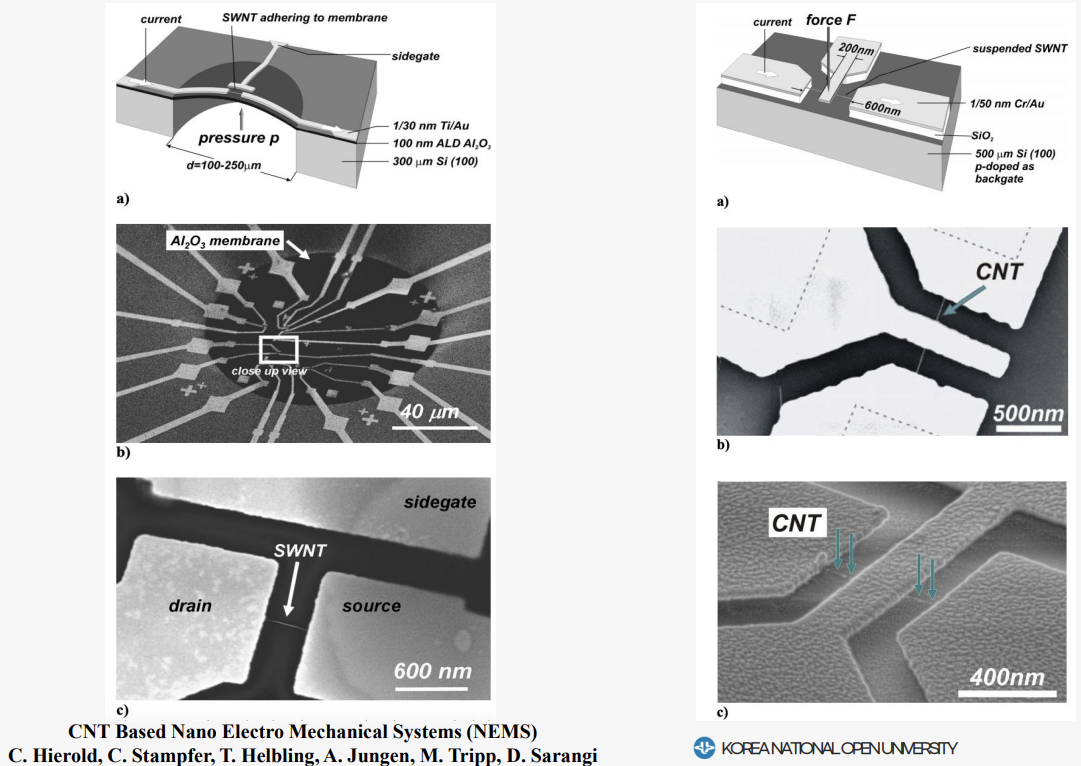 current
SWNT adhering to membrane
sidegate
pressure p
1/30 nm Ti/Au
100 nm ALD Al₂O₃
300 μm Si (100)
d=100-250μm
a)
Al₂O₃ membrane
close up view
40 μm
b)
sidegate
SWNT
drain
source
600 nm
c)
CNT Based Nano Electro Mechanical Systems (NEMS)
C. Hierold, C. Stampfer, T. Helbling, A. Jungen, M. Tripp, D. Sarangi
current
force F
200nm
suspended SWNT
600nm
1/50 nm Cr/Au
SiO₂
500 μm Si (100)
p-doped as
backgate
a)
CNT
500nm
b)
CNT
400nm
c)
KOREA NATIONAL OPEN UNIVERSITY